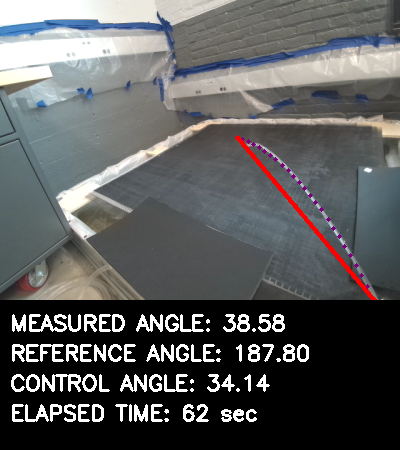 MEASURED ANGLE: 38.58
REFERENCE ANGLE: 187.80
CONTROL ANGLE: 34.14
ELAPSED TIME: 62 sec